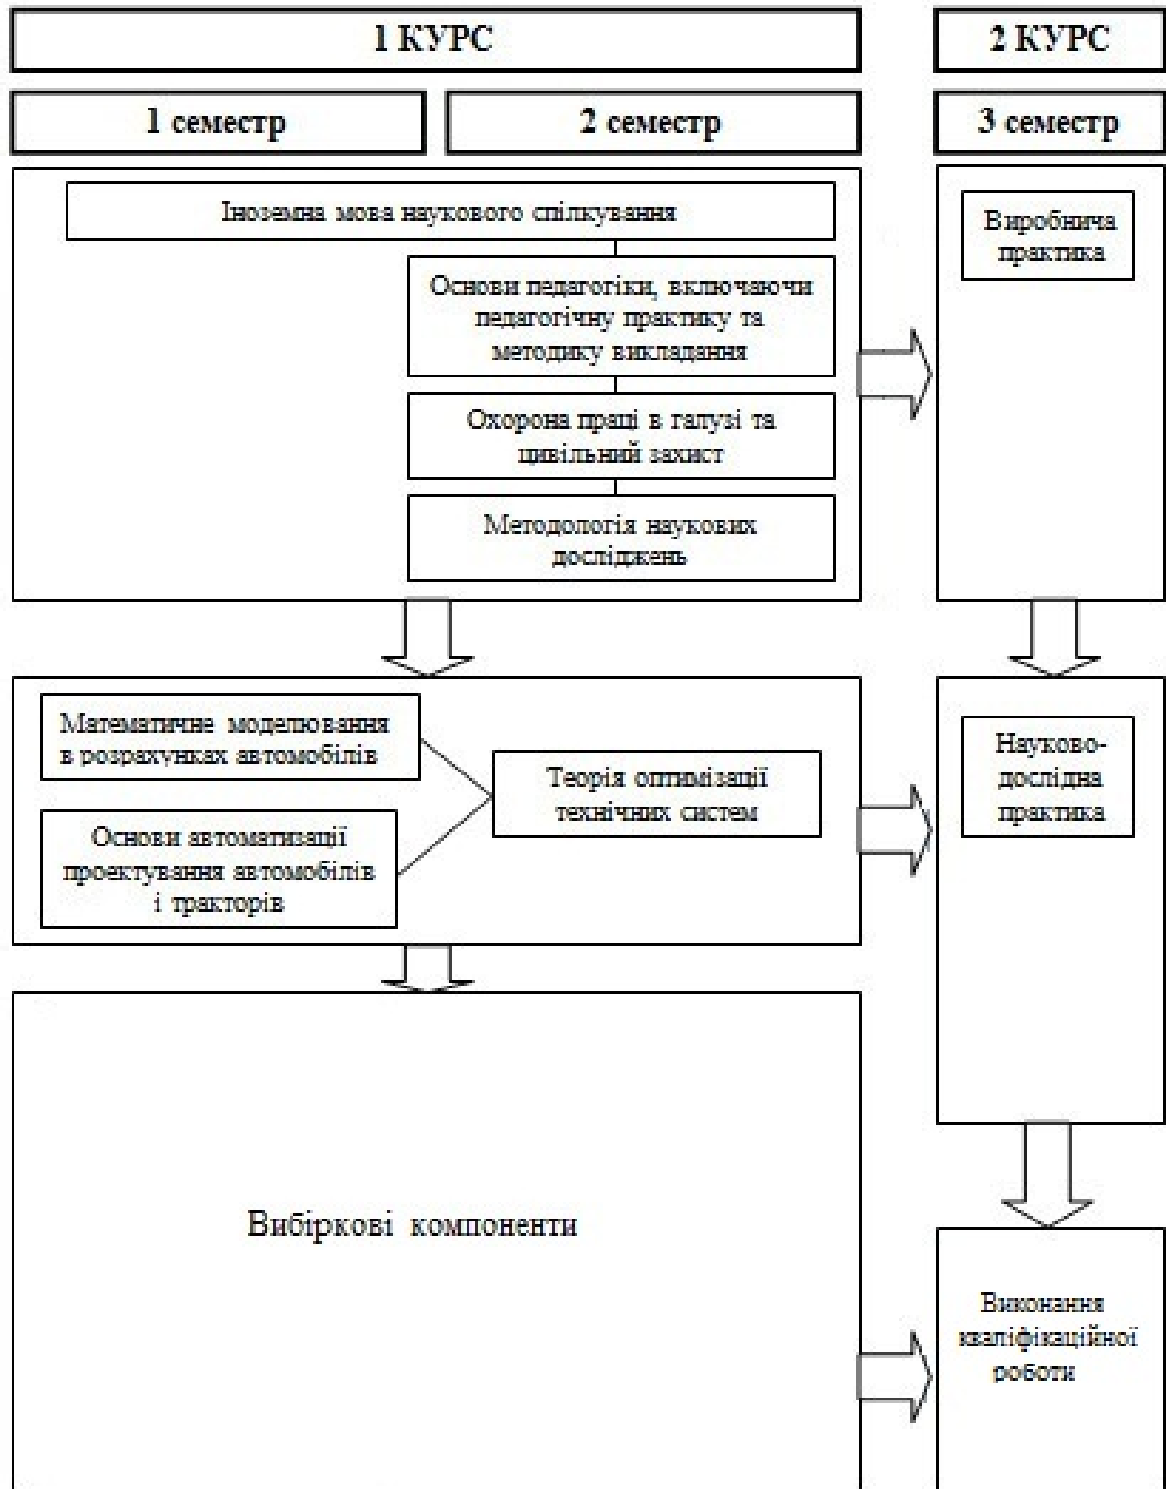 1 КУРС
2 КУРС
1 семестр
2 семестр
3 семестр
Іноземна мова наукового спілкування
Виробнича
практика
Основи педагогіки, включаючи
педагогічну практику та
методику викладання
Охорона праці в галузі та
цивільний захист
Методологія наукових
досліджень
Математичне моделювання
в розрахунках автомобілів
Основи автоматизації
проектування автомобілів
і тракторів
Теорія оптимізації
технічних систем
Науково-
дослідна
практика
Вибіркові компоненти
Виконання
кваліфікаційної
роботи